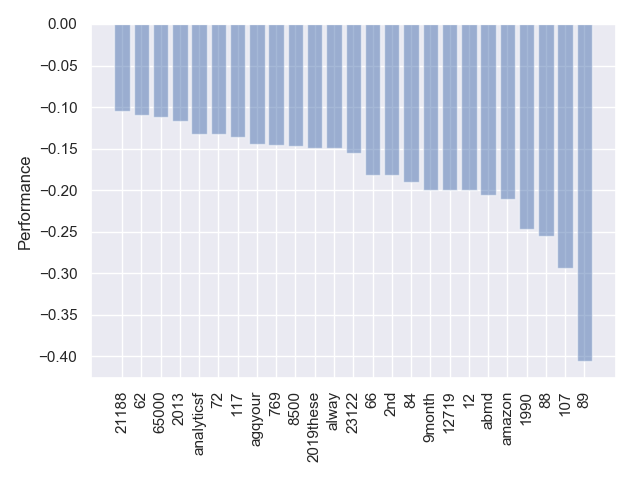 0.00
−0.05
−0.10
−0.15
−0.20
−0.25
−0.30
−0.35
−0.40
Performance
21188
62
65000
2013
analyticsf
72
117
agqyour
769
8500
2019these
alway
23122
66
2nd
84
9month
12719
12
abmd
amazon
1990
88
107
89